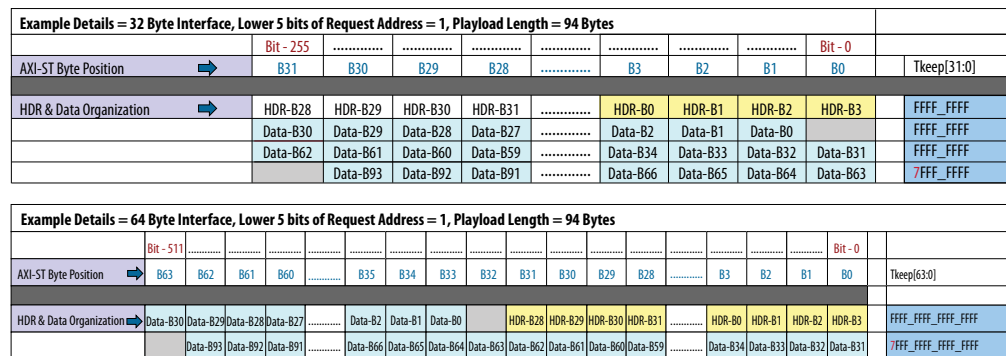 Example Details = 32 Byte Interface, Lower 5 bits of Request Address = 1, Playload Length = 94 Bytes
Bit - 255 ............. ............. ............. ............. ............. ............. ............. Bit - 0
AXI-ST Byte Position B31 B30 B29 B28 ............. B3 B2 B1 B0 Tkeep[31:0]
HDR & Data Organization HDR-B28 HDR-B29 HDR-B30 HDR-B31 ............. HDR-B0 HDR-B1 HDR-B2 HDR-B3 FFFF_FFFF
Data-B30 Data-B29 Data-B28 Data-B27 ............. Data-B2 Data-B1 Data-B0 FFFF_FFFF
Data-B62 Data-B61 Data-B60 Data-B59 ............. Data-B34 Data-B33 Data-B32 Data-B31 FFFF_FFFF
Data-B93 Data-B92 Data-B91 ............. Data-B66 Data-B65 Data-B64 Data-B63 7FFF_FFFF
Example Details = 64 Byte Interface, Lower 5 bits of Request Address = 1, Playload Length = 94 Bytes
Bit - 511 ........... ........... ........... ........... ........... ........... ........... ........... ........... ........... ........... ........... ........... ........... ........... ........... Bit - 0
AXI-ST Byte Position B63 B62 B61 B60 ........... B35 B34 B33 B32 B31 B30 B29 B28 ........... B3 B2 B1 B0 Tkeep[63:0]
HDR & Data Organization Data-B30 Data-B29 Data-B28 Data-B27 ........... Data-B2 Data-B1 Data-B0 HDR-B28 HDR-B29 HDR-B30 HDR-B31 ........... HDR-B0 HDR-B1 HDR-B2 HDR-B3 FFFF_FFFF_FFFF_FFFF
Data-B93 Data-B92 Data-B91 ........... Data-B66 Data-B65 Data-B64 Data-B63 Data-B62 Data-B61 Data-B60 Data-B59 ........... Data-B34 Data-B33 Data-B32 Data-B31 7FFF_FFFF_FFFF_FFFF